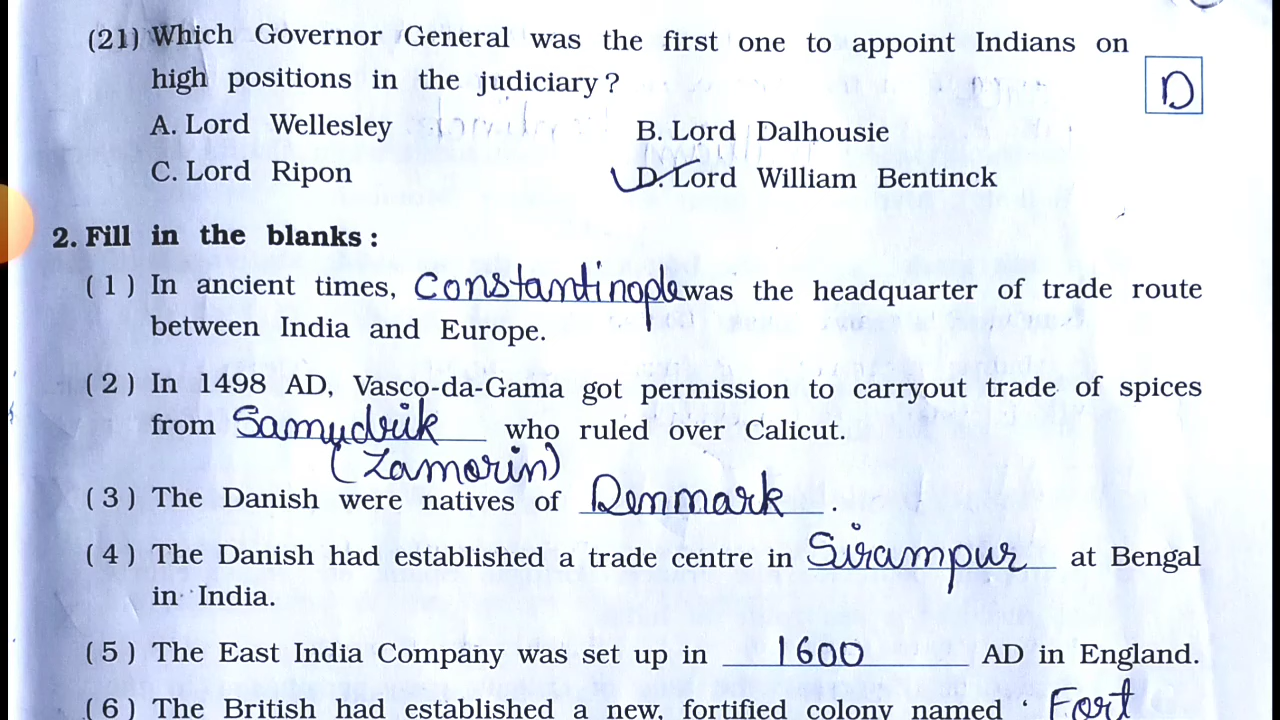 (21) Which Governor General was the first one to appoint Indians on
high positions in the judiciary?
D
A. Lord Wellesley B. Lord Dalhousie
C. Lord Ripon D. Lord William Bentinck
2. Fill in the blanks :
(1) In ancient times, Constantinople was the headquarter of trade route
between India and Europe.
(2) In 1498 AD, Vasco-da-Gama got permission to carryout trade of spices
from Samudrik who ruled over Calicut.
(Zamorin)
(3) The Danish were natives of Denmark .
(4) The Danish had established a trade centre in Sirampur at Bengal
in India.
(5) The East India Company was set up in 1600 AD in England.
(6) The British had established a new, fortified colony named ' Fort